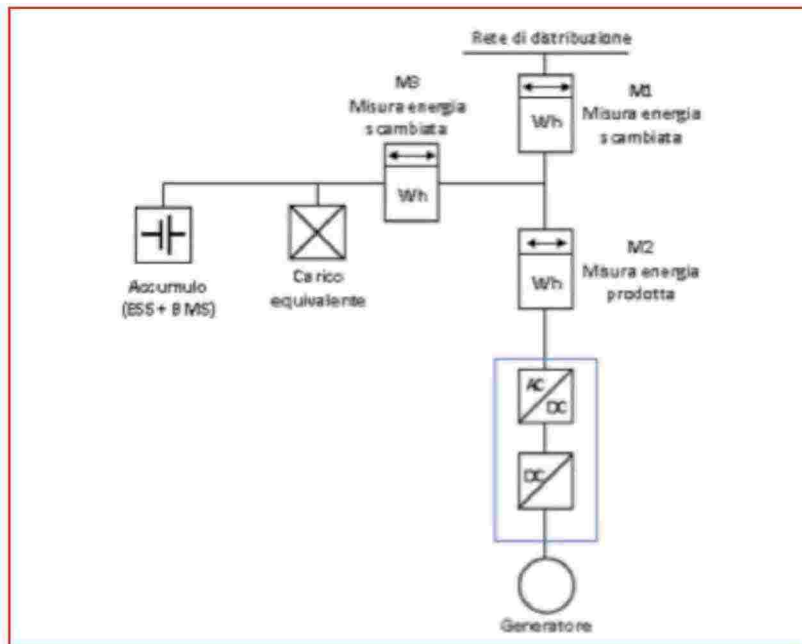 Rete di distribuzione
M3
Misura energia
scambiata
Wh
M1
Misura energia
scambiata
Wh
Accumulo
(ESS + BMS)
Carico
equivalente
M2
Misura energia
prodotta
Wh
AC
DC
DC
Generatore